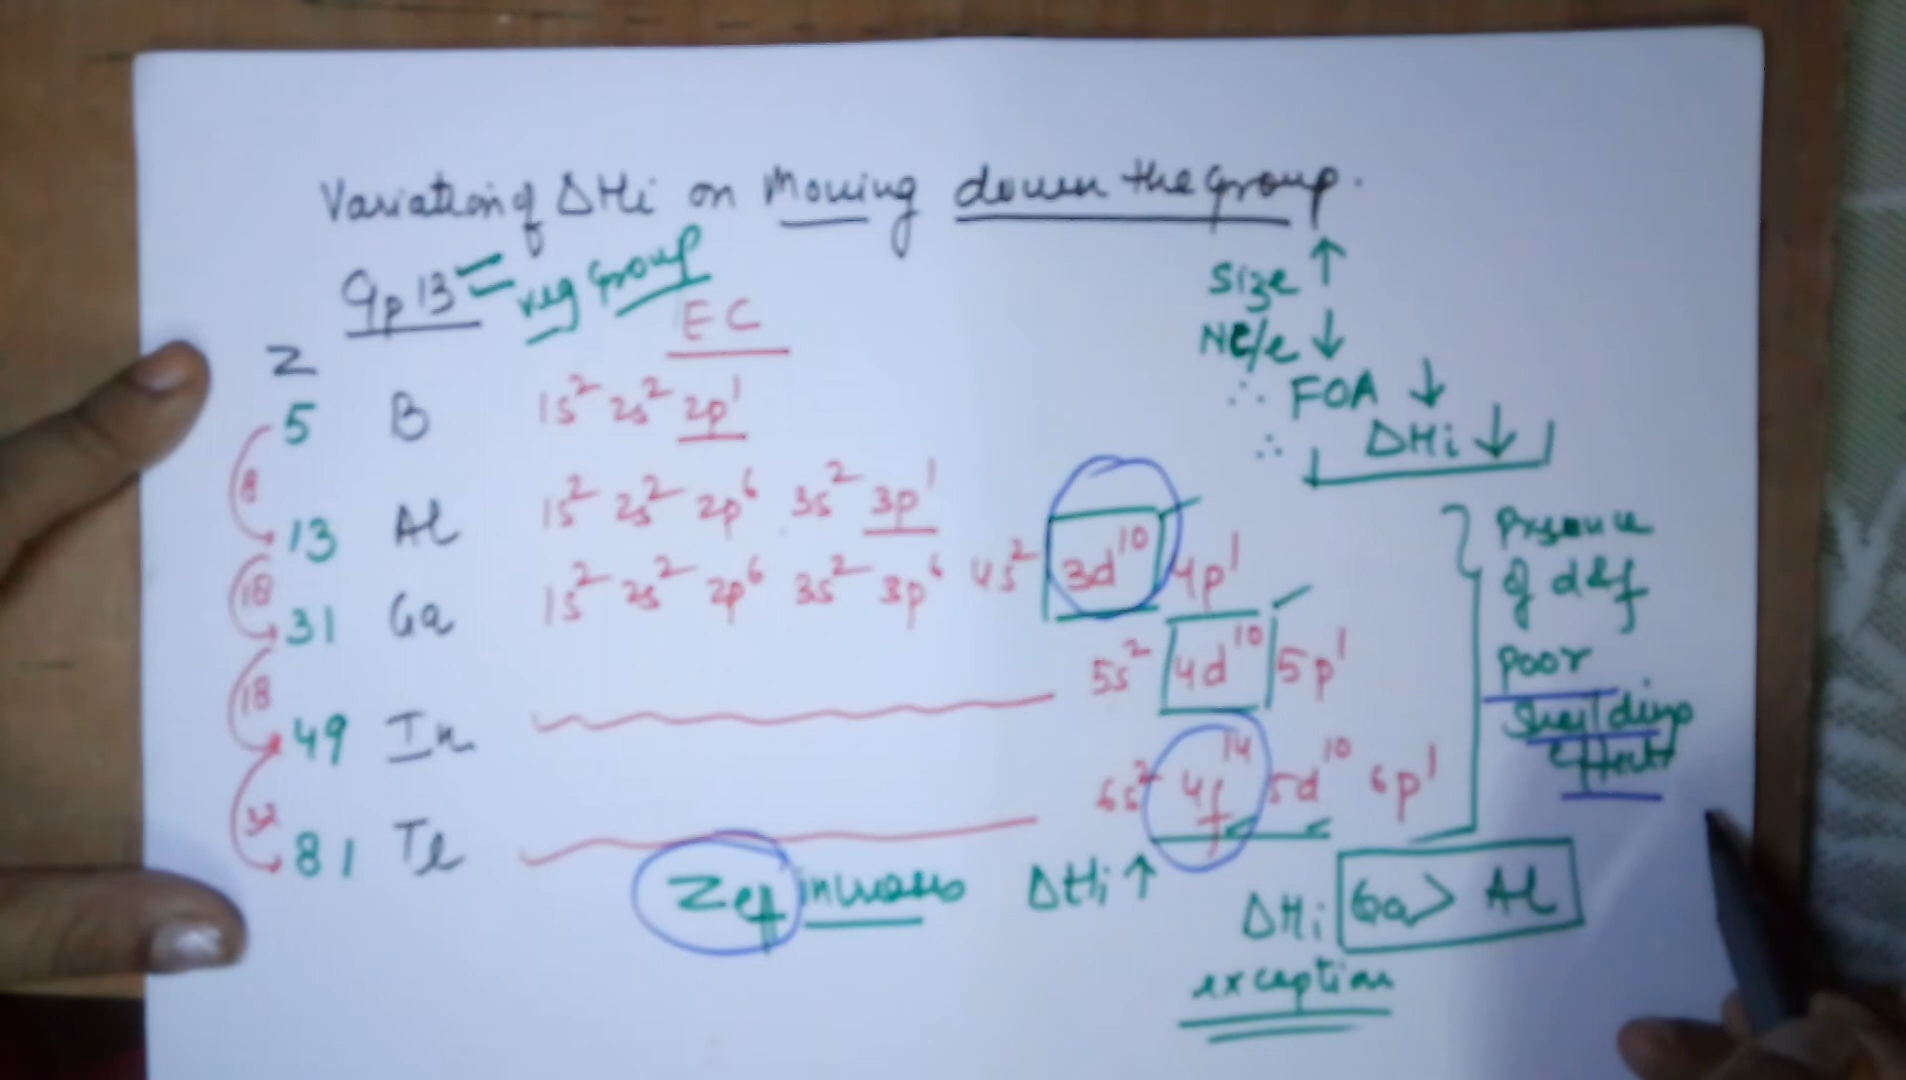 Variation of ΔHi on Moving down the group.
Gp 13 = reg group
Size ↑
NC/e ↓
∴ FOA ↓
∴ ΔHi ↓
Z EC
5 B 1s² 2s² 2p¹
8
13 Al 1s² 2s² 2p⁶ 3s² 3p¹
18
31 Ga 1s² 2s² 2p⁶ 3s² 3p⁶ 4s² 3d¹⁰ 4p¹
18
49 In 5s² 4d¹⁰ 5p¹
32
81 Tl 6s² 4f¹⁴ 5d¹⁰ 6p¹
Presence
of d & f
poor
Sheilding
effect
Zeff increases ΔHi ↑
ΔHi Ga > Al
exception